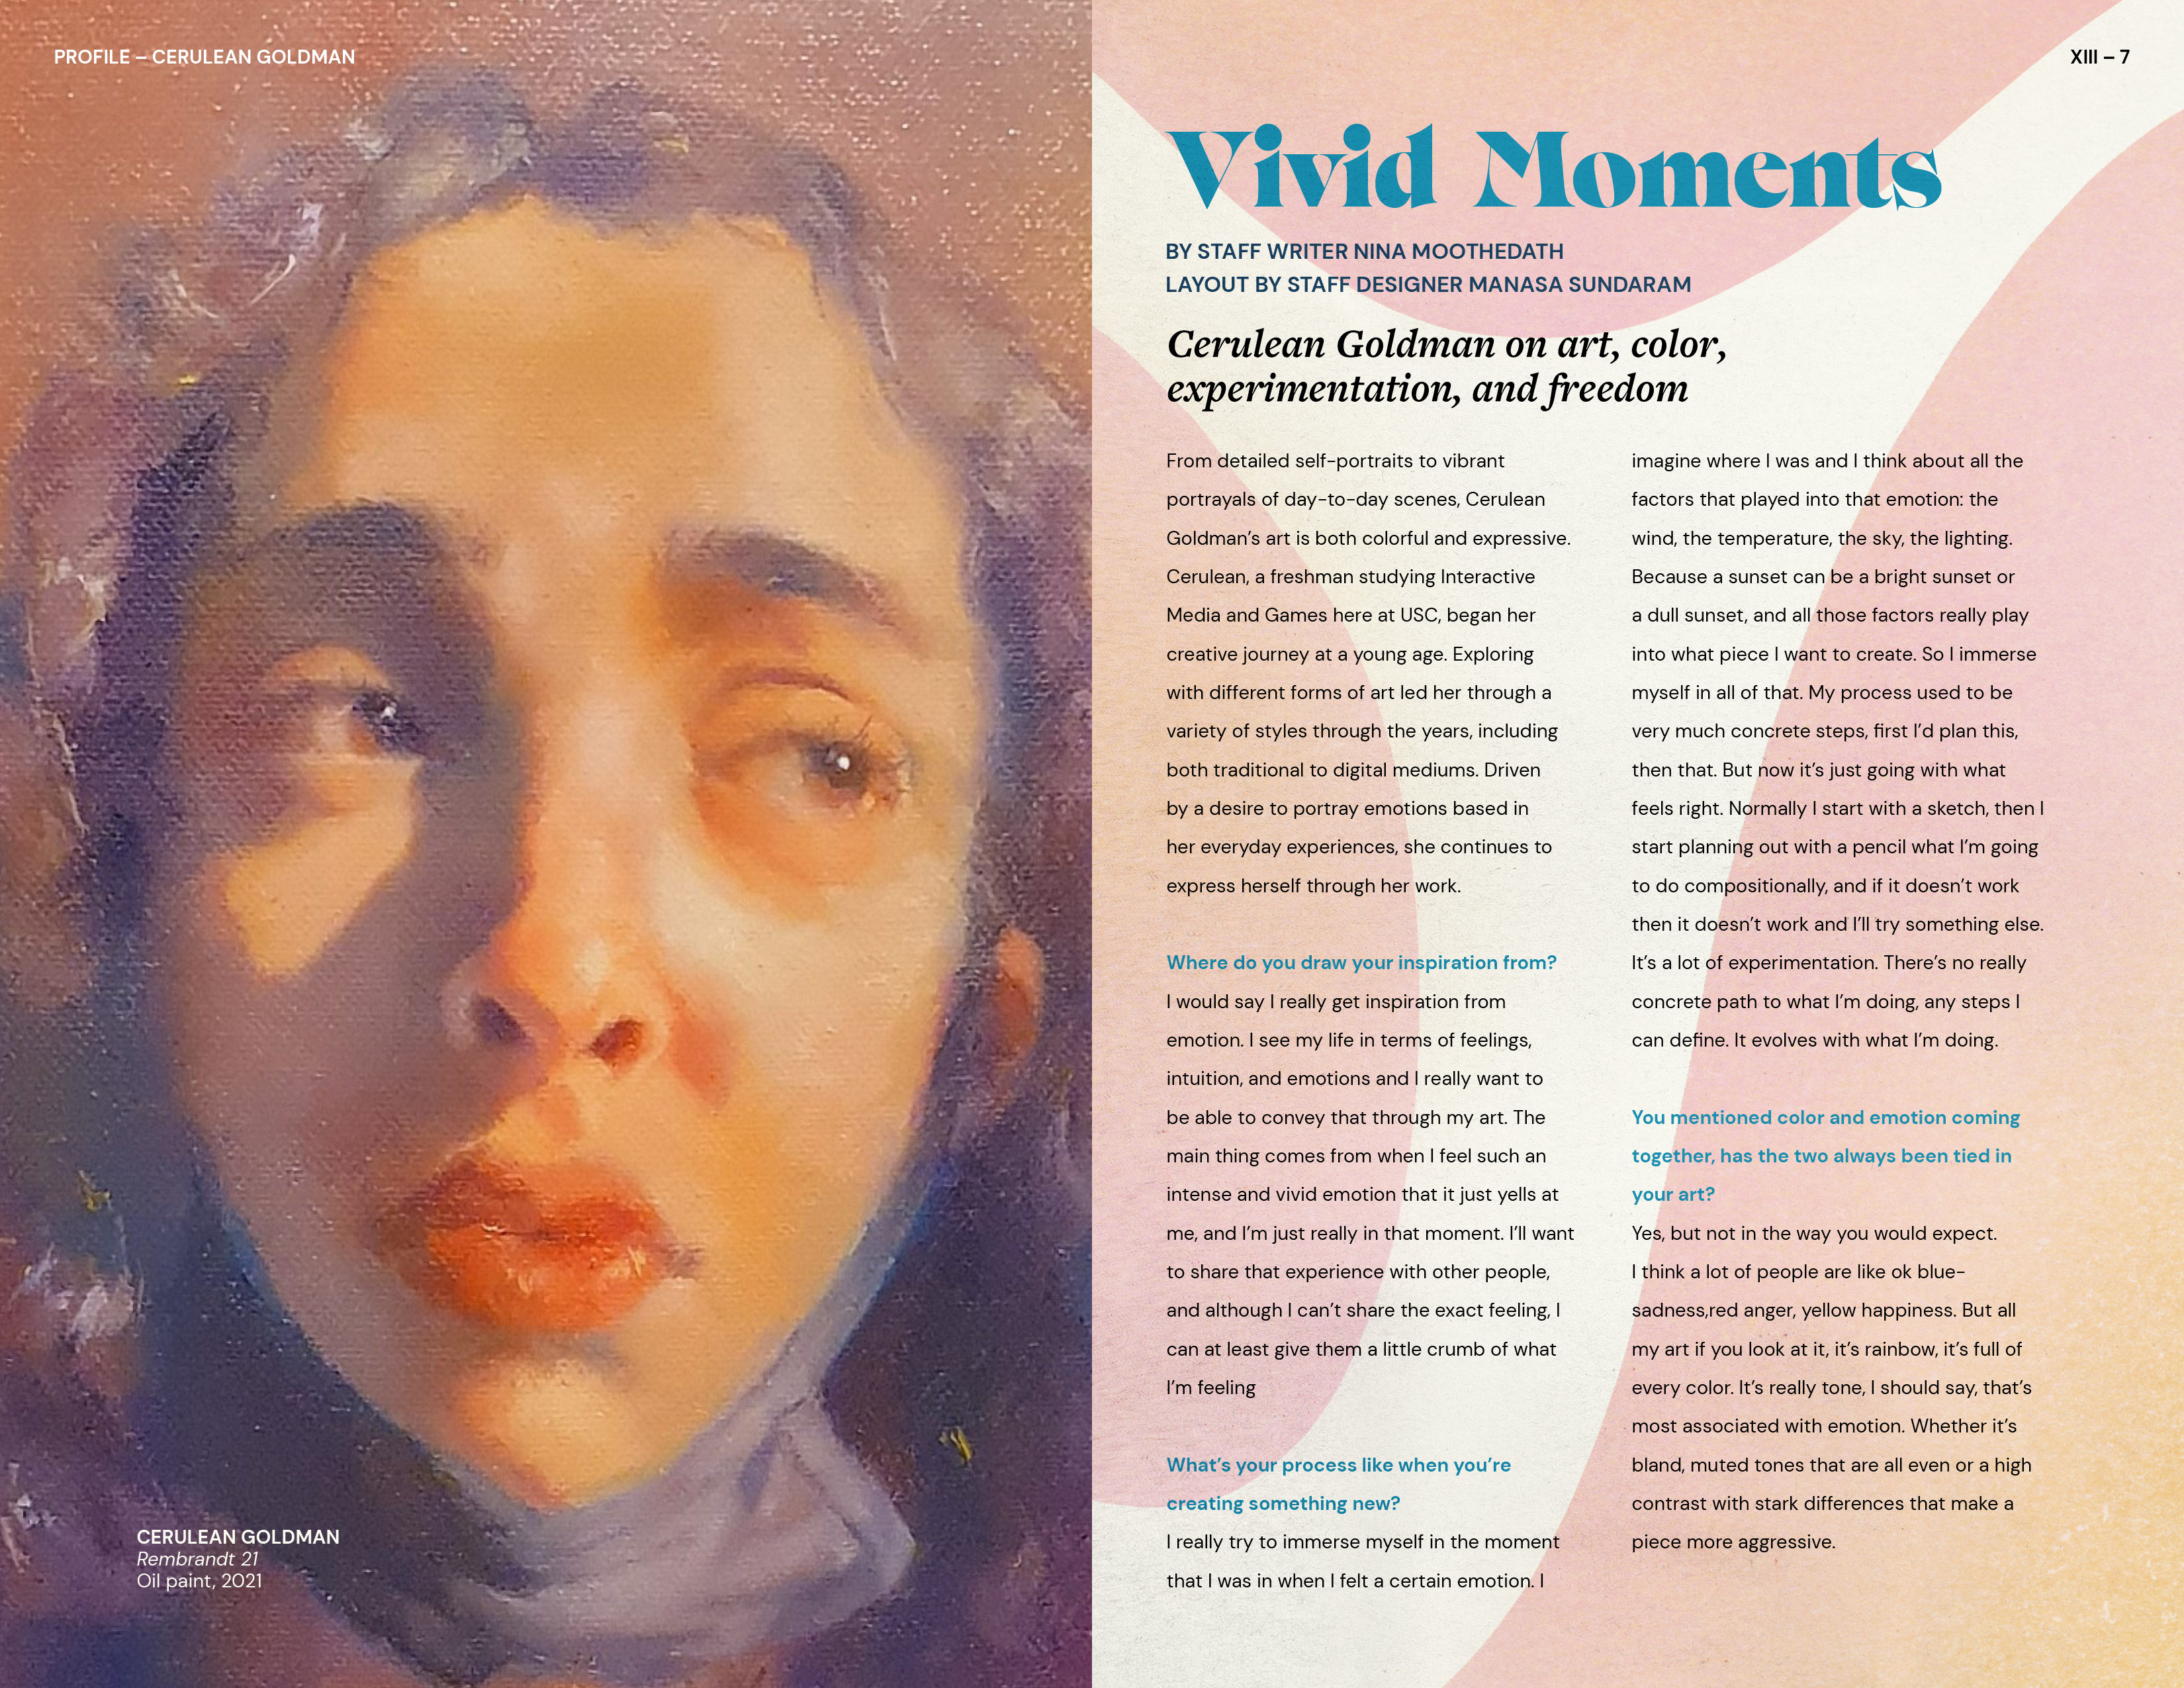 PROFILE – CERULEAN GOLDMAN
CERULEAN GOLDMAN
Rembrandt 21
Oil paint, 2021
XIII – 7
Vivid Moments
BY STAFF WRITER NINA MOOTHEDATH
LAYOUT BY STAFF DESIGNER MANASA SUNDARAM
Cerulean Goldman on art, color,
experimentation, and freedom
From detailed self-portraits to vibrant
portrayals of day-to-day scenes, Cerulean
Goldman’s art is both colorful and expressive.
Cerulean, a freshman studying Interactive
Media and Games here at USC, began her
creative journey at a young age. Exploring
with different forms of art led her through a
variety of styles through the years, including
both traditional to digital mediums. Driven
by a desire to portray emotions based in
her everyday experiences, she continues to
express herself through her work.
Where do you draw your inspiration from?
I would say I really get inspiration from
emotion. I see my life in terms of feelings,
intuition, and emotions and I really want to
be able to convey that through my art. The
main thing comes from when I feel such an
intense and vivid emotion that it just yells at
me, and I’m just really in that moment. I’ll want
to share that experience with other people,
and although I can’t share the exact feeling, I
can at least give them a little crumb of what
I’m feeling
What’s your process like when you’re
creating something new?
I really try to immerse myself in the moment
that I was in when I felt a certain emotion. I
imagine where I was and I think about all the
factors that played into that emotion: the
wind, the temperature, the sky, the lighting.
Because a sunset can be a bright sunset or
a dull sunset, and all those factors really play
into what piece I want to create. So I immerse
myself in all of that. My process used to be
very much concrete steps, first I’d plan this,
then that. But now it’s just going with what
feels right. Normally I start with a sketch, then I
start planning out with a pencil what I’m going
to do compositionally, and if it doesn’t work
then it doesn’t work and I’ll try something else.
It’s a lot of experimentation. There’s no really
concrete path to what I’m doing, any steps I
can define. It evolves with what I’m doing.
You mentioned color and emotion coming
together, has the two always been tied in
your art?
Yes, but not in the way you would expect.
I think a lot of people are like ok blue-
sadness,red anger, yellow happiness. But all
my art if you look at it, it’s rainbow, it’s full of
every color. It’s really tone, I should say, that’s
most associated with emotion. Whether it’s
bland, muted tones that are all even or a high
contrast with stark differences that make a
piece more aggressive.